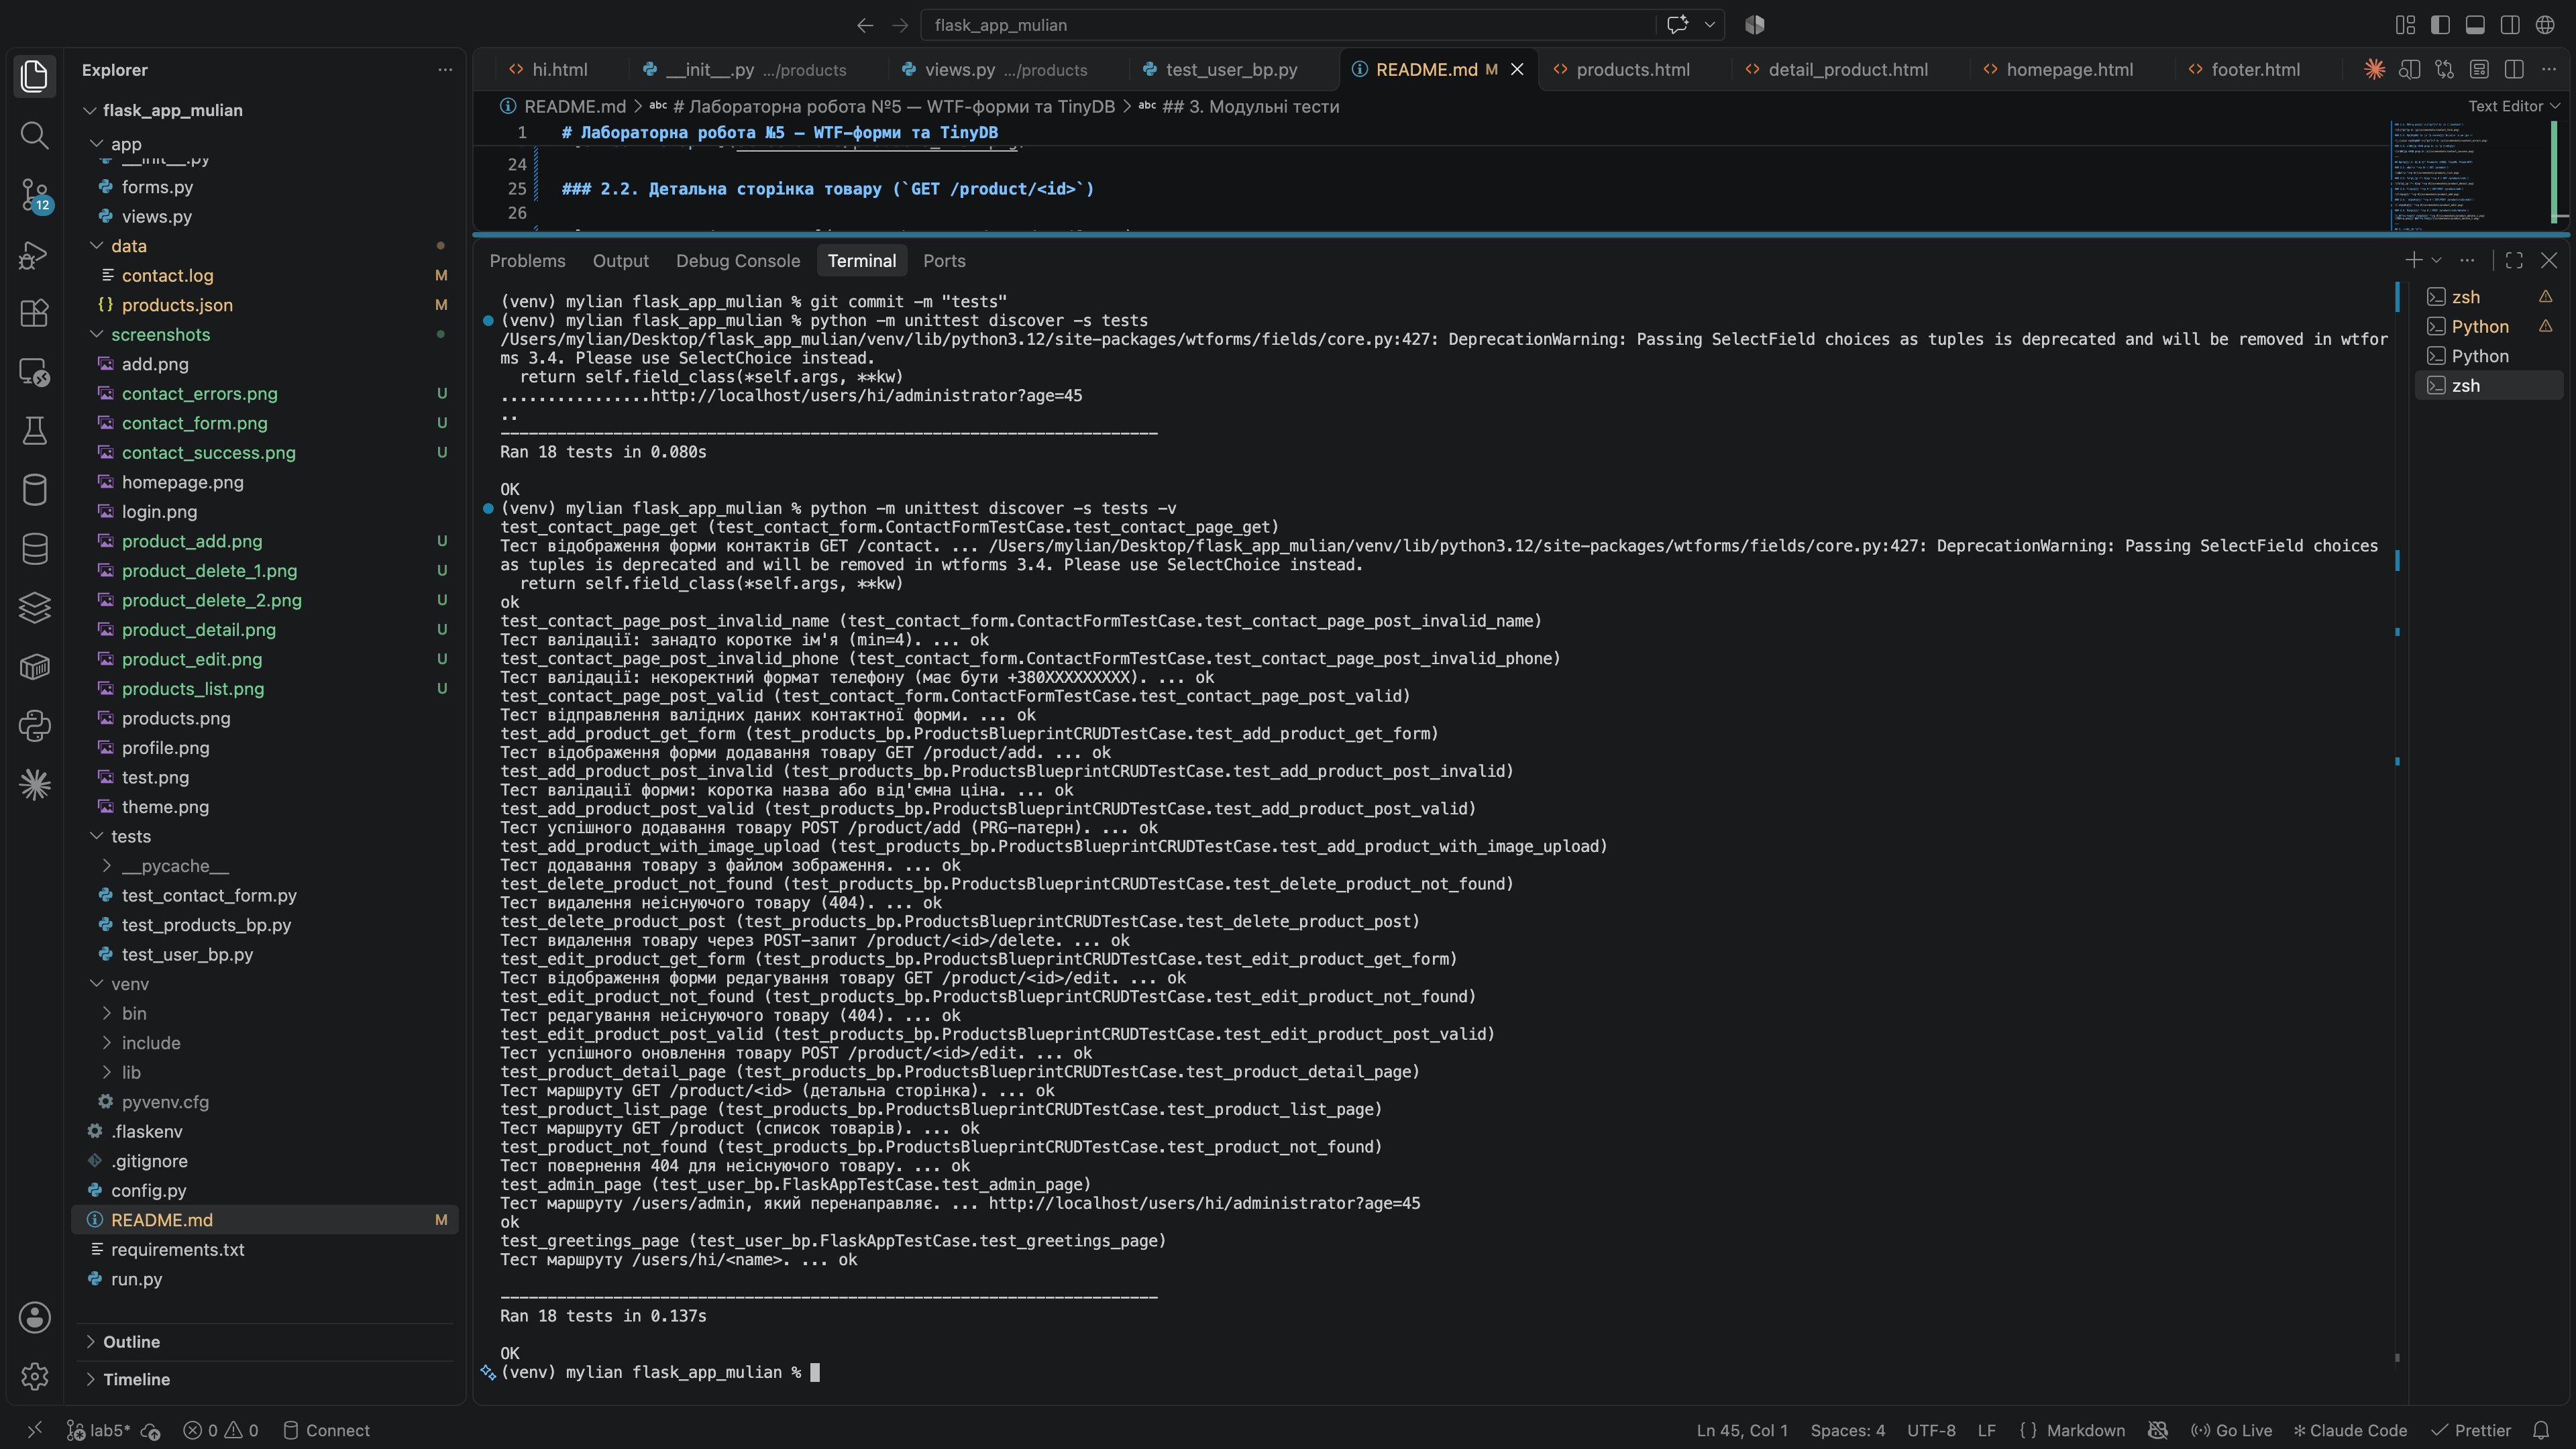 flask_app_mulian
Explorer
flask_app_mulian
app
__init__.py
forms.py
views.py
data
contact.log M
products.json M
screenshots
add.png
contact_errors.png U
contact_form.png U
contact_success.png U
homepage.png
login.png
product_add.png U
product_delete_1.png U
product_delete_2.png U
product_detail.png U
product_edit.png U
products_list.png U
products.png
profile.png
test.png
theme.png
tests
__pycache__
test_contact_form.py
test_products_bp.py
test_user_bp.py
venv
bin
include
lib
pyvenv.cfg
.flaskenv
.gitignore
config.py
README.md M
requirements.txt
run.py
Outline
Timeline
12
hi.html __init__.py .../products views.py .../products test_user_bp.py README.md M products.html detail_product.html homepage.html footer.html
README.md > # Лабораторна робота №5 — WTF-форми та TinyDB > ## 3. Модульні тести
Text Editor
1 # Лабораторна робота №5 — WTF-форми та TinyDB
24
25 ### 2.2. Детальна сторінка товару (`GET /product/<id>`)
26
Problems Output Debug Console Terminal Ports
(venv) mylian flask_app_mulian % git commit -m "tests"
(venv) mylian flask_app_mulian % python -m unittest discover -s tests
/Users/mylian/Desktop/flask_app_mulian/venv/lib/python3.12/site-packages/wtforms/fields/core.py:427: DeprecationWarning: Passing SelectField choices as tuples is deprecated and will be removed in wtfor
ms 3.4. Please use SelectChoice instead.
return self.field_class(*self.args, **kw)
................http://localhost/users/hi/administrator?age=45
..
----------------------------------------------------------------------
Ran 18 tests in 0.080s
OK
(venv) mylian flask_app_mulian % python -m unittest discover -s tests -v
test_contact_page_get (test_contact_form.ContactFormTestCase.test_contact_page_get)
Тест відображення форми контактів GET /contact. ... /Users/mylian/Desktop/flask_app_mulian/venv/lib/python3.12/site-packages/wtforms/fields/core.py:427: DeprecationWarning: Passing SelectField choices
as tuples is deprecated and will be removed in wtforms 3.4. Please use SelectChoice instead.
return self.field_class(*self.args, **kw)
ok
test_contact_page_post_invalid_name (test_contact_form.ContactFormTestCase.test_contact_page_post_invalid_name)
Тест валідації: занадто коротке ім'я (min=4). ... ok
test_contact_page_post_invalid_phone (test_contact_form.ContactFormTestCase.test_contact_page_post_invalid_phone)
Тест валідації: некоректний формат телефону (має бути +380XXXXXXXXX). ... ok
test_contact_page_post_valid (test_contact_form.ContactFormTestCase.test_contact_page_post_valid)
Тест відправлення валідних даних контактної форми. ... ok
test_add_product_get_form (test_products_bp.ProductsBlueprintCRUDTestCase.test_add_product_get_form)
Тест відображення форми додавання товару GET /product/add. ... ok
test_add_product_post_invalid (test_products_bp.ProductsBlueprintCRUDTestCase.test_add_product_post_invalid)
Тест валідації форми: коротка назва або від'ємна ціна. ... ok
test_add_product_post_valid (test_products_bp.ProductsBlueprintCRUDTestCase.test_add_product_post_valid)
Тест успішного додавання товару POST /product/add (PRG-патерн). ... ok
test_add_product_with_image_upload (test_products_bp.ProductsBlueprintCRUDTestCase.test_add_product_with_image_upload)
Тест додавання товару з файлом зображення. ... ok
test_delete_product_not_found (test_products_bp.ProductsBlueprintCRUDTestCase.test_delete_product_not_found)
Тест видалення неіснуючого товару (404). ... ok
test_delete_product_post (test_products_bp.ProductsBlueprintCRUDTestCase.test_delete_product_post)
Тест видалення товару через POST-запит /product/<id>/delete. ... ok
test_edit_product_get_form (test_products_bp.ProductsBlueprintCRUDTestCase.test_edit_product_get_form)
Тест відображення форми редагування товару GET /product/<id>/edit. ... ok
test_edit_product_not_found (test_products_bp.ProductsBlueprintCRUDTestCase.test_edit_product_not_found)
Тест редагування неіснуючого товару (404). ... ok
test_edit_product_post_valid (test_products_bp.ProductsBlueprintCRUDTestCase.test_edit_product_post_valid)
Тест успішного оновлення товару POST /product/<id>/edit. ... ok
test_product_detail_page (test_products_bp.ProductsBlueprintCRUDTestCase.test_product_detail_page)
Тест маршруту GET /product/<id> (детальна сторінка). ... ok
test_product_list_page (test_products_bp.ProductsBlueprintCRUDTestCase.test_product_list_page)
Тест маршруту GET /product (список товарів). ... ok
test_product_not_found (test_products_bp.ProductsBlueprintCRUDTestCase.test_product_not_found)
Тест повернення 404 для неіснуючого товару. ... ok
test_admin_page (test_user_bp.FlaskAppTestCase.test_admin_page)
Тест маршруту /users/admin, який перенаправляє. ... http://localhost/users/hi/administrator?age=45
ok
test_greetings_page (test_user_bp.FlaskAppTestCase.test_greetings_page)
Тест маршруту /users/hi/<name>. ... ok
----------------------------------------------------------------------
Ran 18 tests in 0.137s
OK
(venv) mylian flask_app_mulian %
zsh
Python
Python
zsh
lab5* 0 0 Connect
Ln 45, Col 1 Spaces: 4 UTF-8 LF { } Markdown Go Live Claude Code Prettier